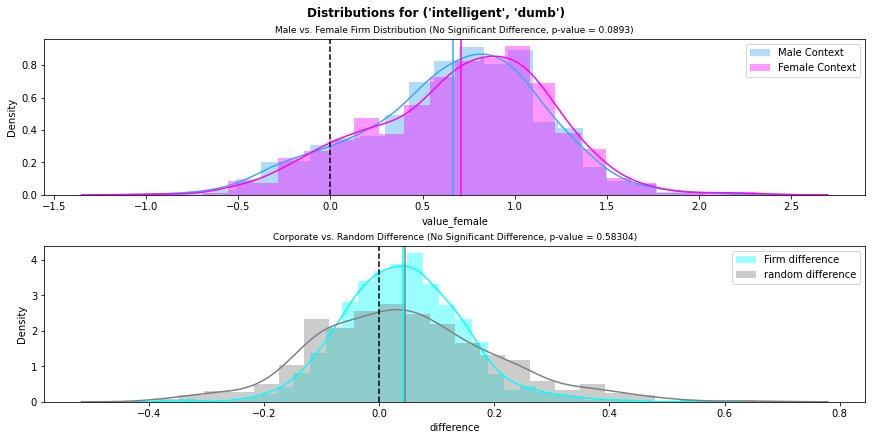 Distributions for ('intelligent', 'dumb')
Male vs. Female Firm Distribution (No Significant Difference, p-value = 0.0893)
Male Context
Female Context
Density
0.8
0.6
0.4
0.2
0.0
-1.5 -1.0 -0.5 0.0 0.5 1.0 1.5 2.0 2.5
value_female
Corporate vs. Random Difference (No Significant Difference, p-value = 0.58304)
Firm difference
random difference
Density
4
3
2
1
0
−0.4 −0.2 0.0 0.2 0.4 0.6 0.8
difference